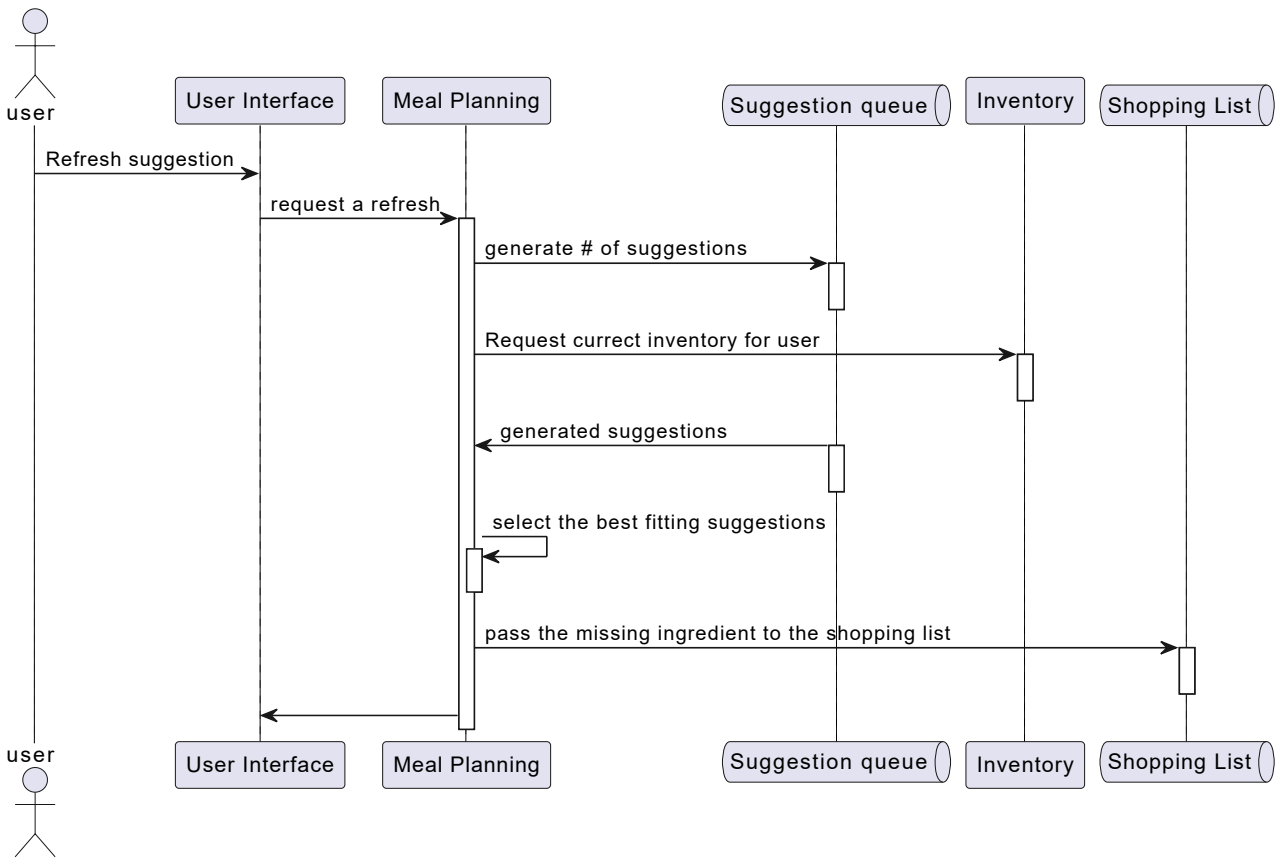 user
User Interface
Meal Planning
Suggestion queue
Inventory
Shopping List
Refresh suggestion
request a refresh
generate # of suggestions
Request currect inventory for user
generated suggestions
select the best fitting suggestions
pass the missing ingredient to the shopping list
user
User Interface
Meal Planning
Suggestion queue
Inventory
Shopping List